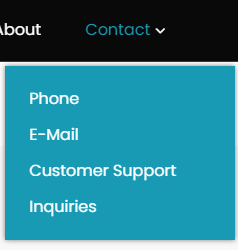 About Contact
Phone
E-Mail
Customer Support
Inquiries